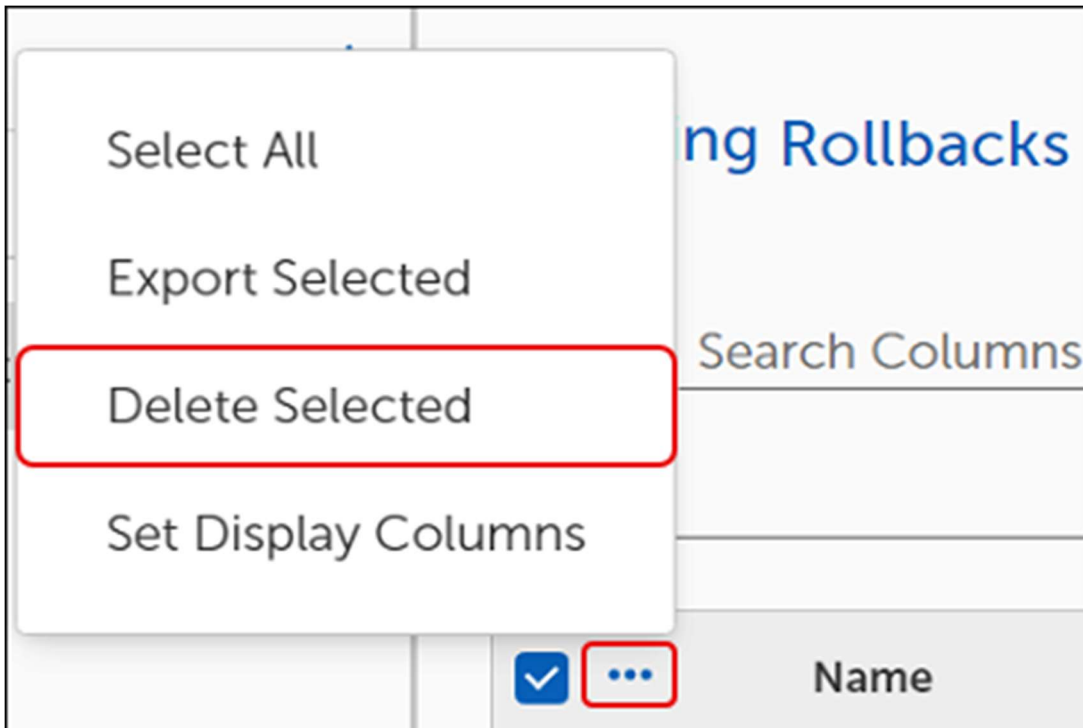 Select All
ng Rollbacks
Export Selected
Search Columns
Delete Selected
Set Display Columns
Name